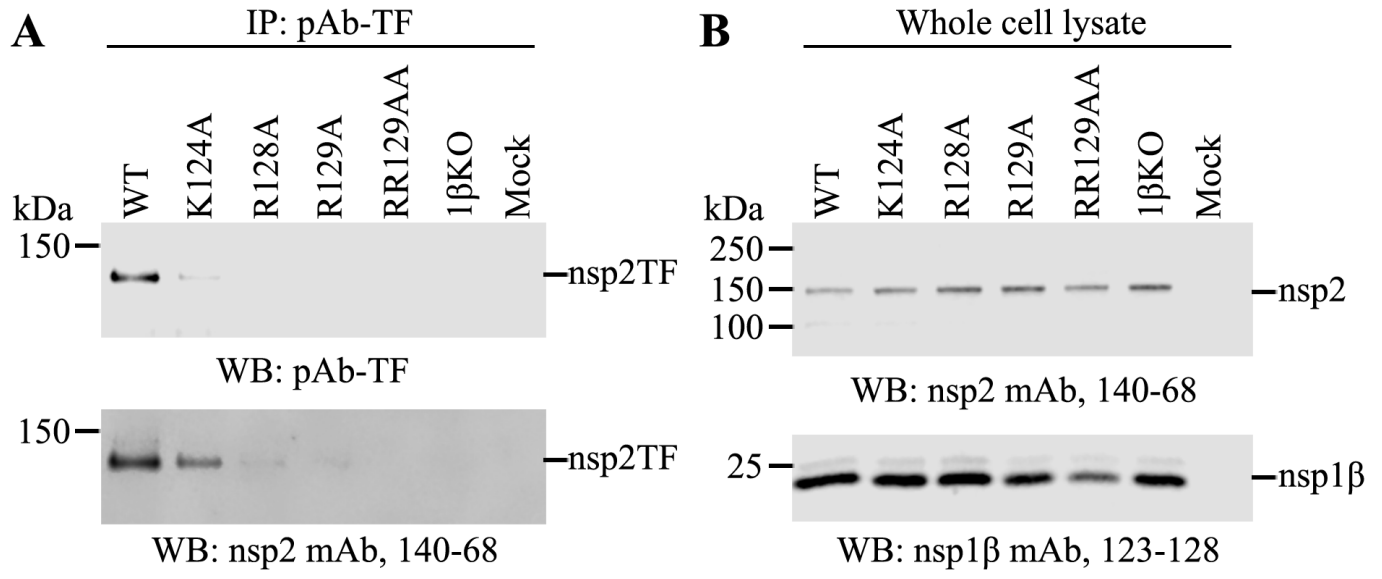 A
IP: pAb-TF
WT
K124A
R128A
R129A
RR129AA
1βKO
Mock
kDa
150
nsp2TF
WB: pAb-TF
150
nsp2TF
WB: nsp2 mAb, 140-68
B
Whole cell lysate
WT
K124A
R128A
R129A
RR129AA
1βKO
Mock
kDa
250
150
100
nsp2
WB: nsp2 mAb, 140-68
25
nsp1β
WB: nsp1β mAb, 123-128